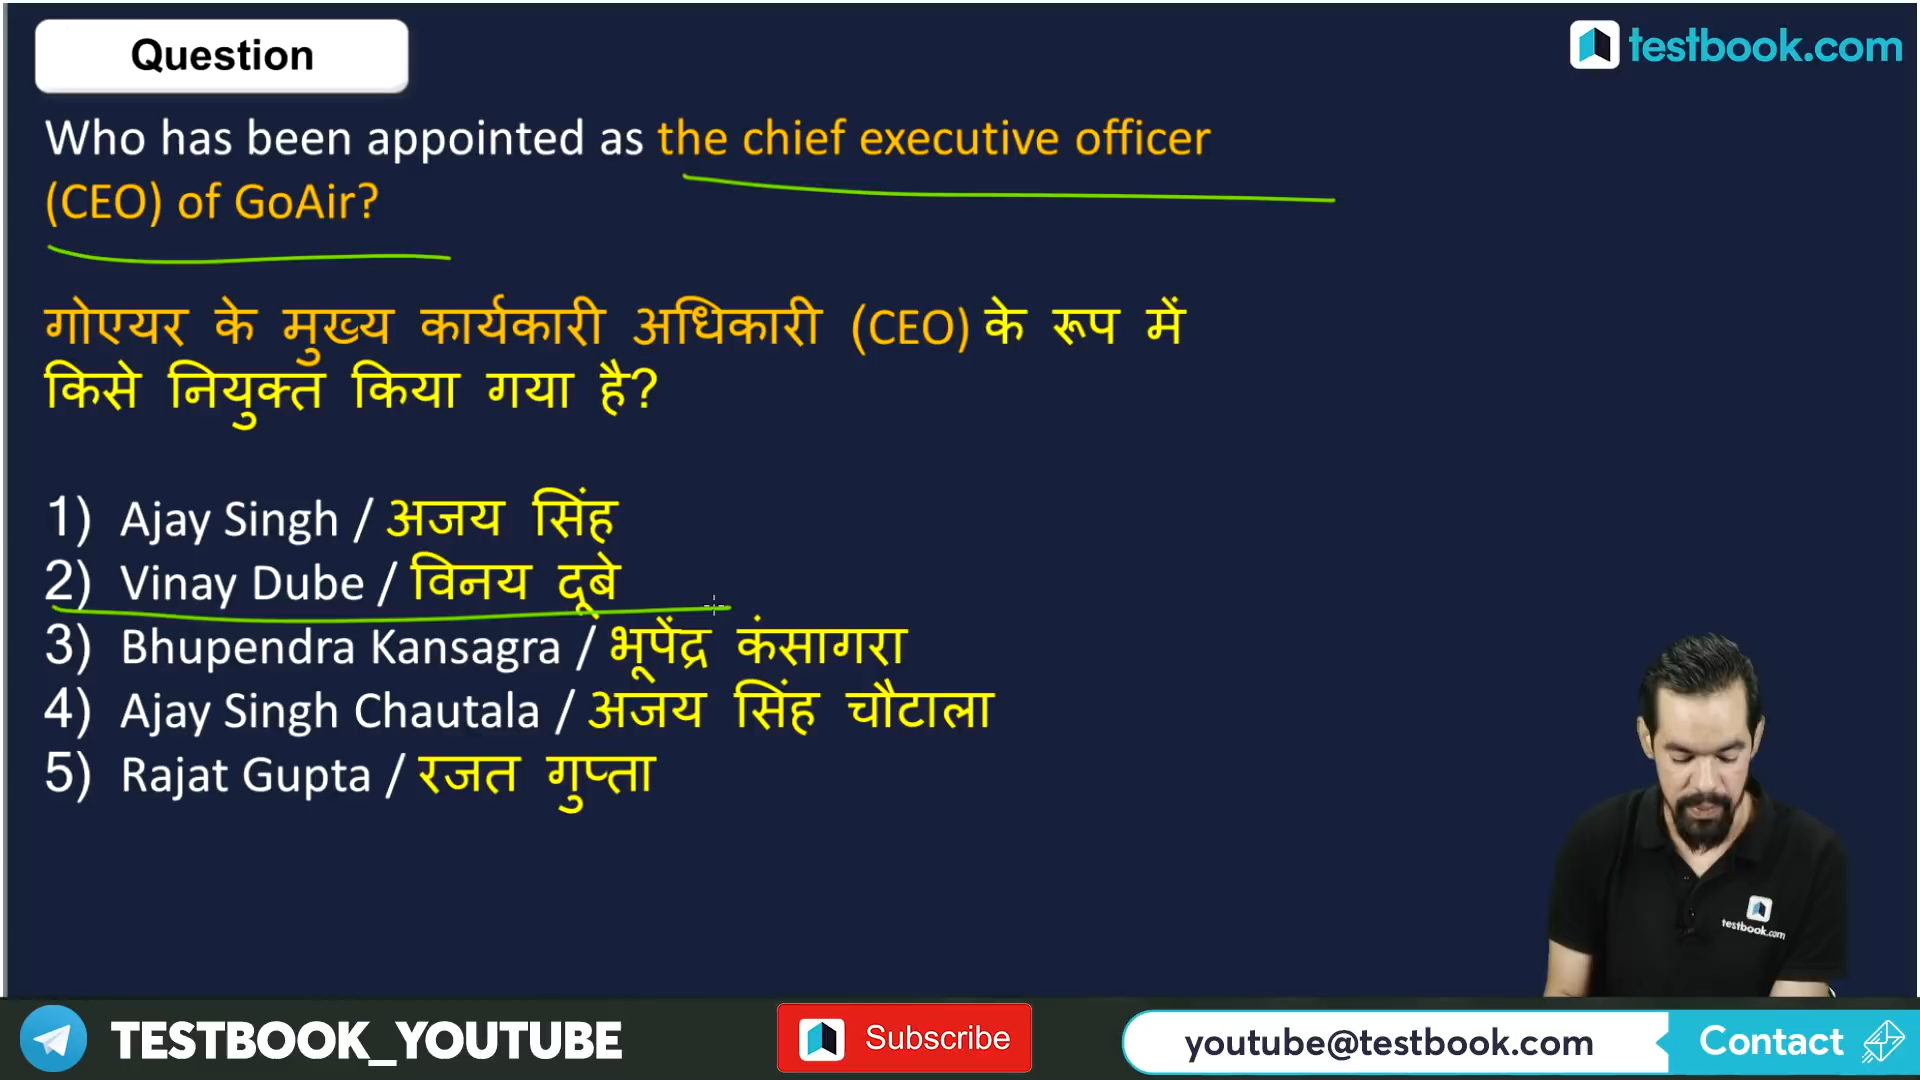 Question
testbook.com
Who has been appointed as the chief executive officer
(CEO) of GoAir?
गोएयर के मुख्य कार्यकारी अधिकारी (CEO) के रूप में
किसे नियुक्त किया गया है?
1) Ajay Singh / अजय सिंह
2) Vinay Dube / विनय दूबे
3) Bhupendra Kansagra / भूपेंद्र कंसागरा
4) Ajay Singh Chautala / अजय सिंह चौटाला
5) Rajat Gupta / रजत गुप्ता
testbook.com
TESTBOOK_YOUTUBE
Subscribe
youtube@testbook.com
Contact